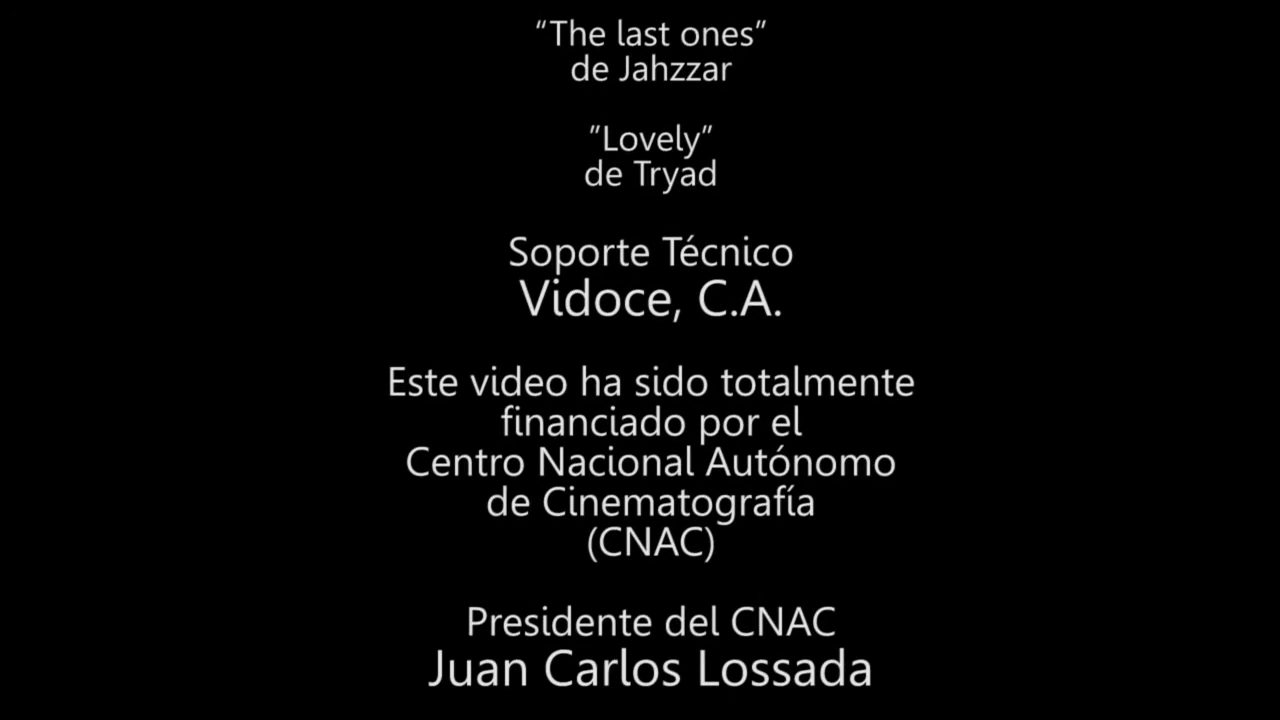 “The last ones”
de Jahzzar
”Lovely”
de Tryad
Soporte Técnico
Vidoce, C.A.
Este video ha sido totalmente
financiado por el
Centro Nacional Autónomo
de Cinematografía
(CNAC)
Presidente del CNAC
Juan Carlos Lossada